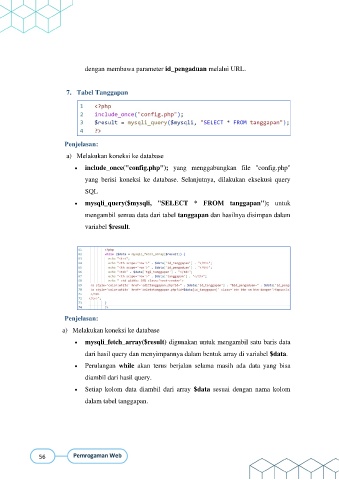 dengan membawa parameter id_pengaduan melalui URL.
7. Tabel Tanggapan
1 <?php
2 include_once("config.php");
3 $result = mysqli_query($mysqli, "SELECT * FROM tanggapan");
4 ?>
Penjelasan:
a) Melakukan koneksi ke database
• include_once("config.php"); yang menggabungkan file "config.php"
yang berisi koneksi ke database. Selanjutnya, dilakukan eksekusi query
SQL.
• mysqli_query($mysqli, "SELECT * FROM tanggapan"); untuk
mengambil semua data dari tabel tanggapan dan hasilnya disimpan dalam
variabel $result.
<?php
Penjelasan:
a) Melakukan koneksi ke database
• mysqli_fetch_array($result) digunakan untuk mengambil satu baris data
dari hasil query dan menyimpannya dalam bentuk array di variabel $data.
• Perulangan while akan terus berjalan selama masih ada data yang bisa
diambil dari hasil query.
• Setiap kolom data diambil dari array $data sesuai dengan nama kolom
dalam tabel tanggapan.
56 Pemrogaman Web